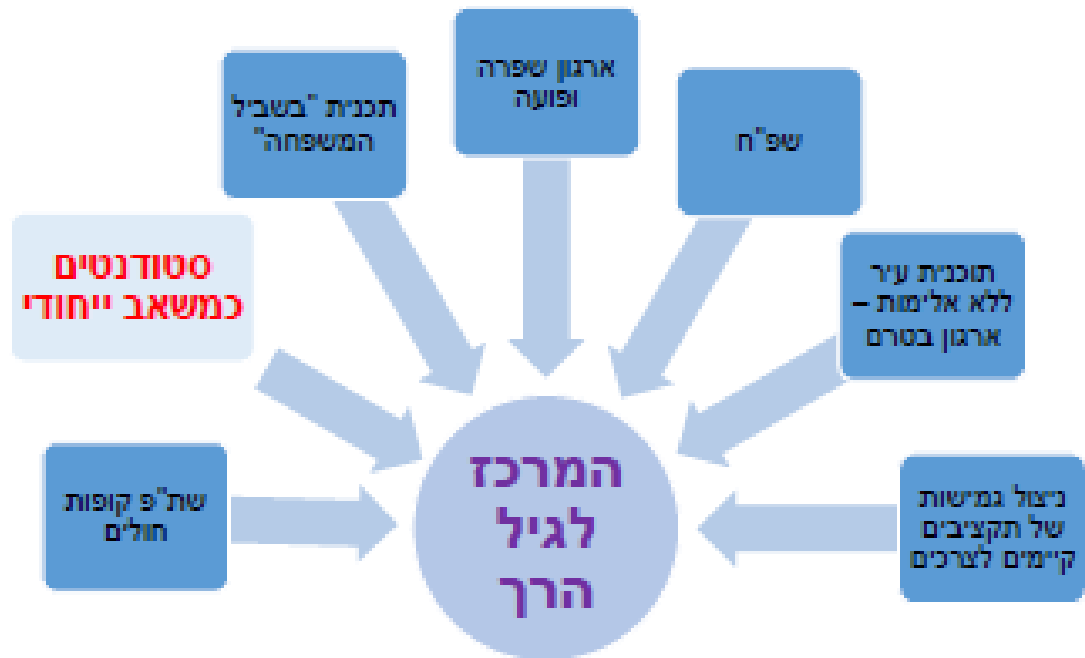 ארגון שפרה
ופועה
שפ"ח
תכנית "בשביל
המשפחה"
תוכנית עיר
ללא אלימות –
ארגון בטרם
סטודנטים
כמשאב ייחודי
ניצול גמישות
של תקציבים
קיימים לצרכים
שת"פ קופות
חולים
המרכז
לגיל
הרך